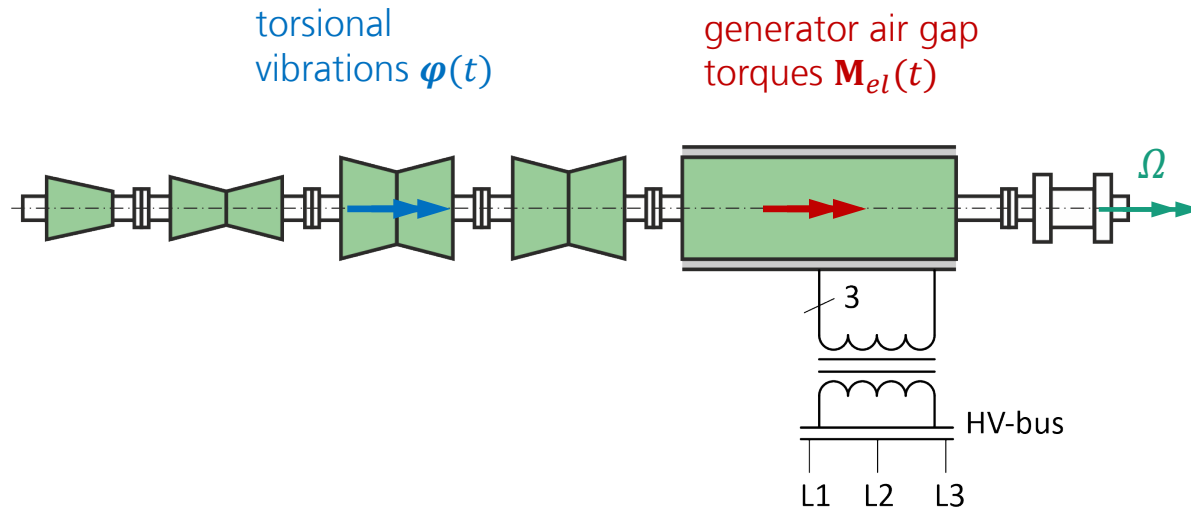 torsional
vibrations φ(t)
generator air gap
torques M_el(t)
Ω
3
HV-bus
L1 L2 L3